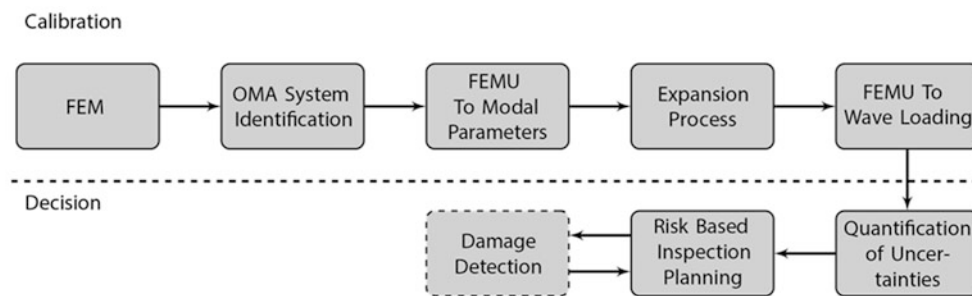 Calibration
FEM
OMA System
Identification
FEMU
To Modal
Parameters
Expansion
Process
FEMU To
Wave Loading
Decision
Damage
Detection
Risk Based
Inspection
Planning
Quantification
of Uncer-
tainties